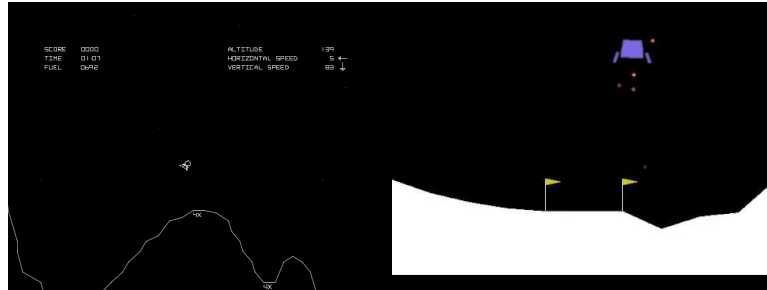 SCORE 0000
TIME 01:07
FUEL 0692
ALTITUDE 139
HORIZONTAL SPEED 5 ←
VERTICAL SPEED 83 ↓
4X
4X